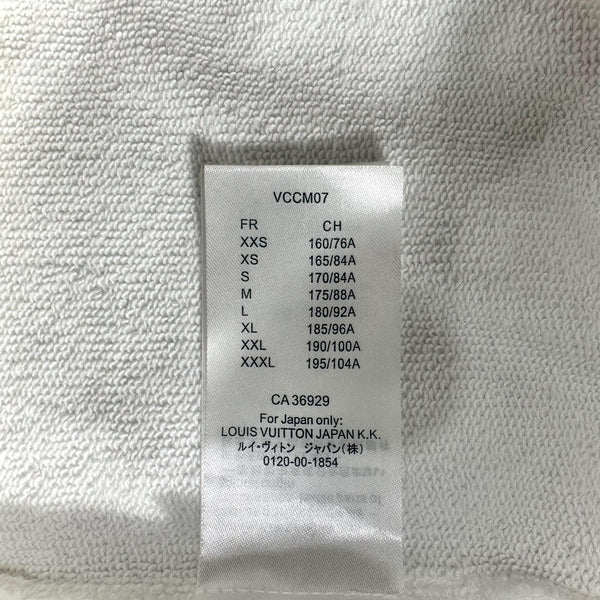 VCCM07
FR CH
XXS 160/76A
XS 165/84A
S 170/84A
M 175/88A
L 180/92A
XL 185/96A
XXL 190/100A
XXXL 195/104A
CA 36929
For Japan only:
LOUIS VUITTON JAPAN K.K.
ルイ・ヴィトン ジャパン(株)
0120-00-1854